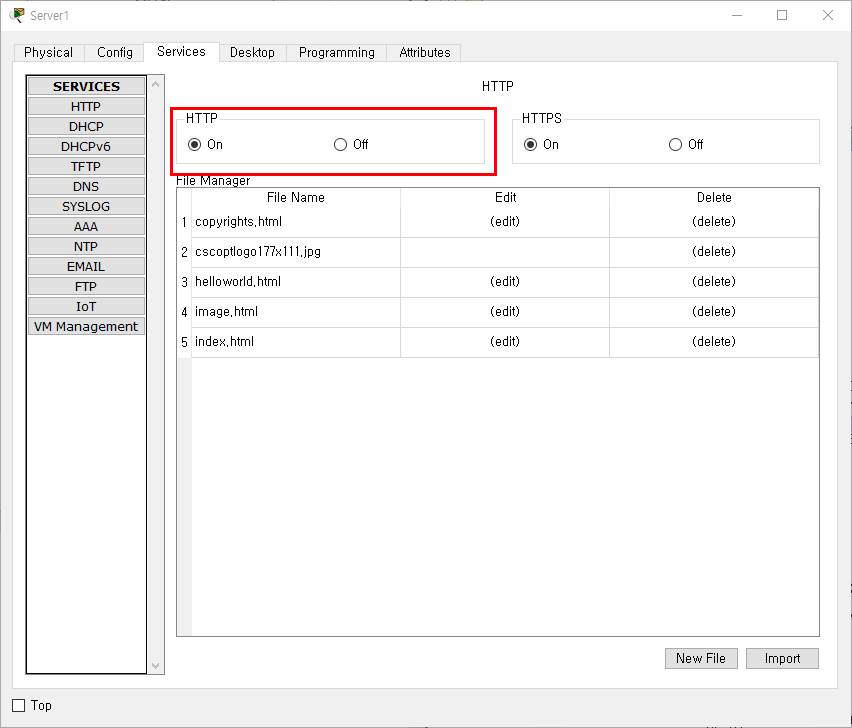 Server1
Physical Config Services Desktop Programming Attributes
SERVICES
HTTP
DHCP
DHCPv6
TFTP
DNS
SYSLOG
AAA
NTP
EMAIL
FTP
IoT
VM Management
HTTP
HTTP
On Off
HTTPS
On Off
File Manager
File Name Edit Delete
1 copyrights.html (edit) (delete)
2 cscoptlogo177x111.jpg (delete)
3 helloworld.html (edit) (delete)
4 image.html (edit) (delete)
5 index.html (edit) (delete)
New File Import
Top